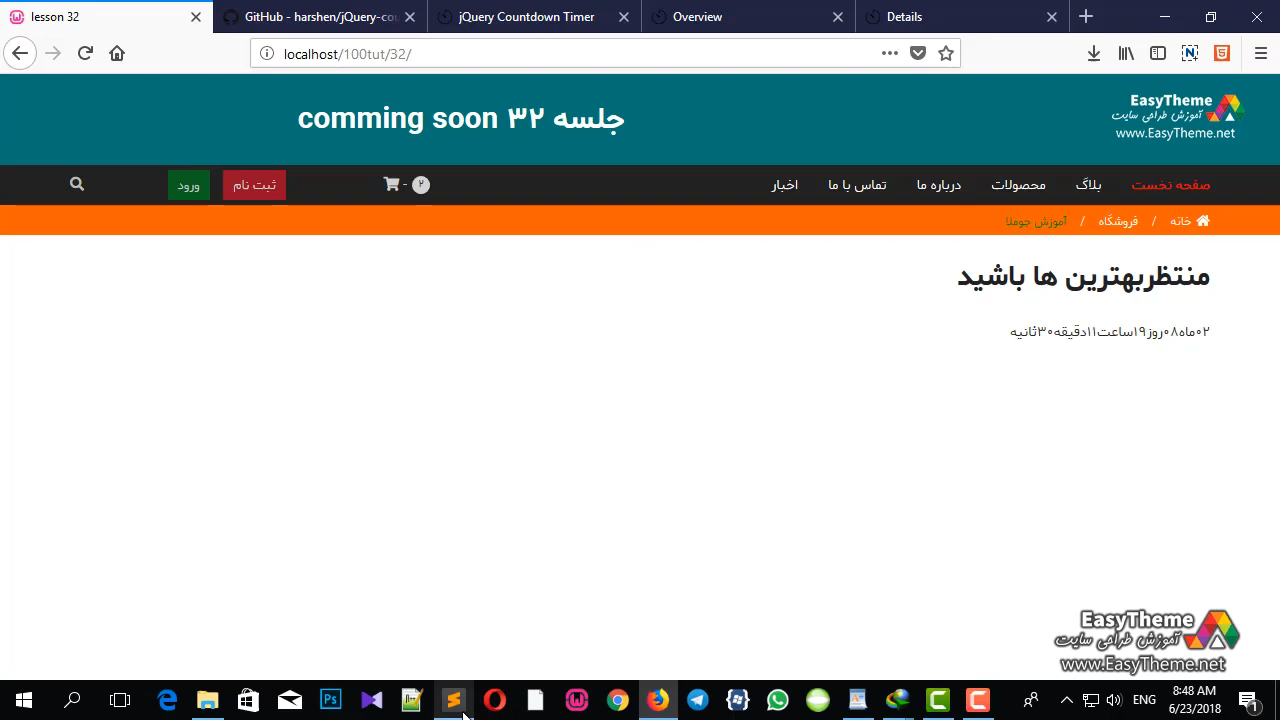 lesson 32
GitHub - harshen/jQuery-cou
jQuery Countdown Timer
Overview
Details
localhost/100tut/32/
جلسه ۳۲ comming soon
EasyTheme
آموزش طراحی سایت
www.EasyTheme.net
صفحه نخست
بلاگ
محصولات
درباره ما
تماس با ما
اخبار
۲ -
ثبت نام
ورود
خانه / فروشگاه / آموزش جوملا
منتظربهترین ها باشید
۰۲ماه۰۸روز۱۹ساعت۱۱دقیقه۳۰ثانیه
EasyTheme
آموزش طراحی سایت
www.EasyTheme.net
ENG
8:48 AM
6/23/2018
1